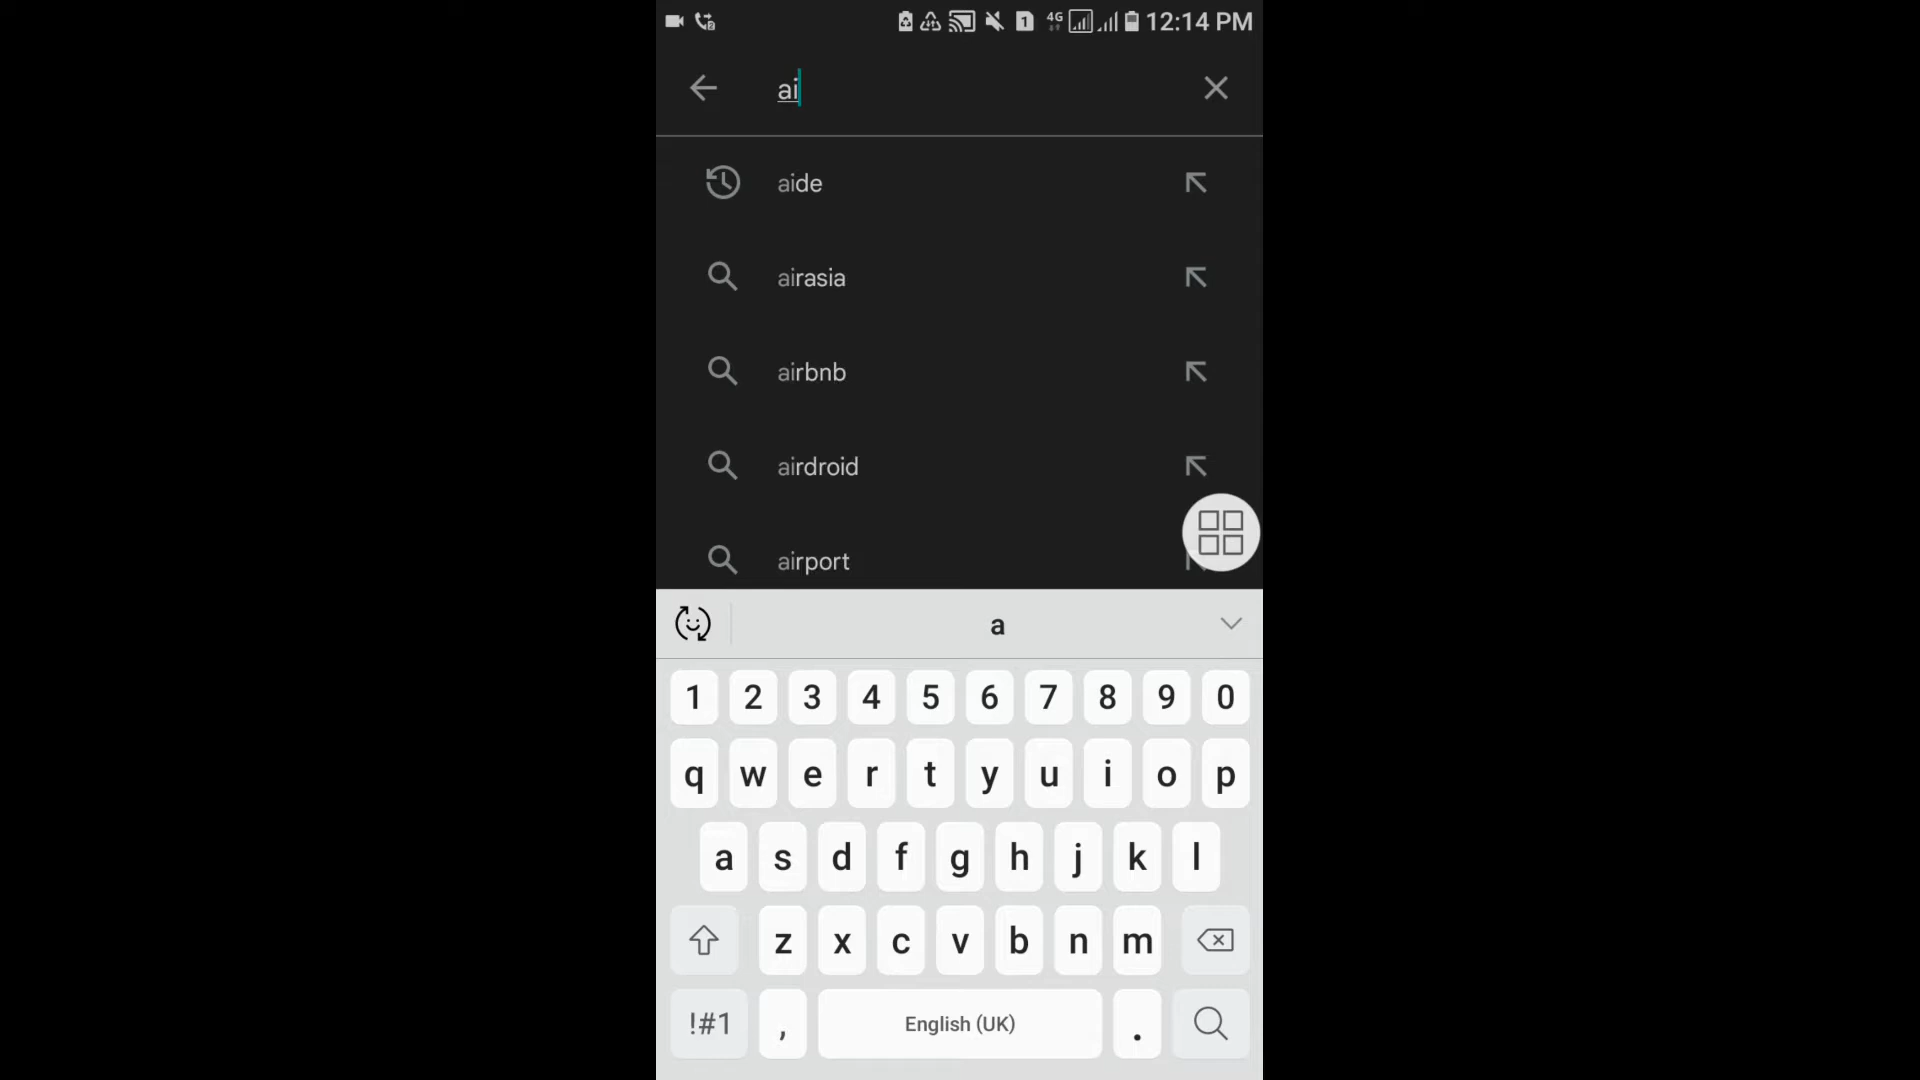 4G 12:14 PM
ai
aide
airasia
airbnb
airdroid
airport
a
1 2 3 4 5 6 7 8 9 0
q w e r t y u i o p
a s d f g h j k l
z x c v b n m
!#1 , English (UK) .